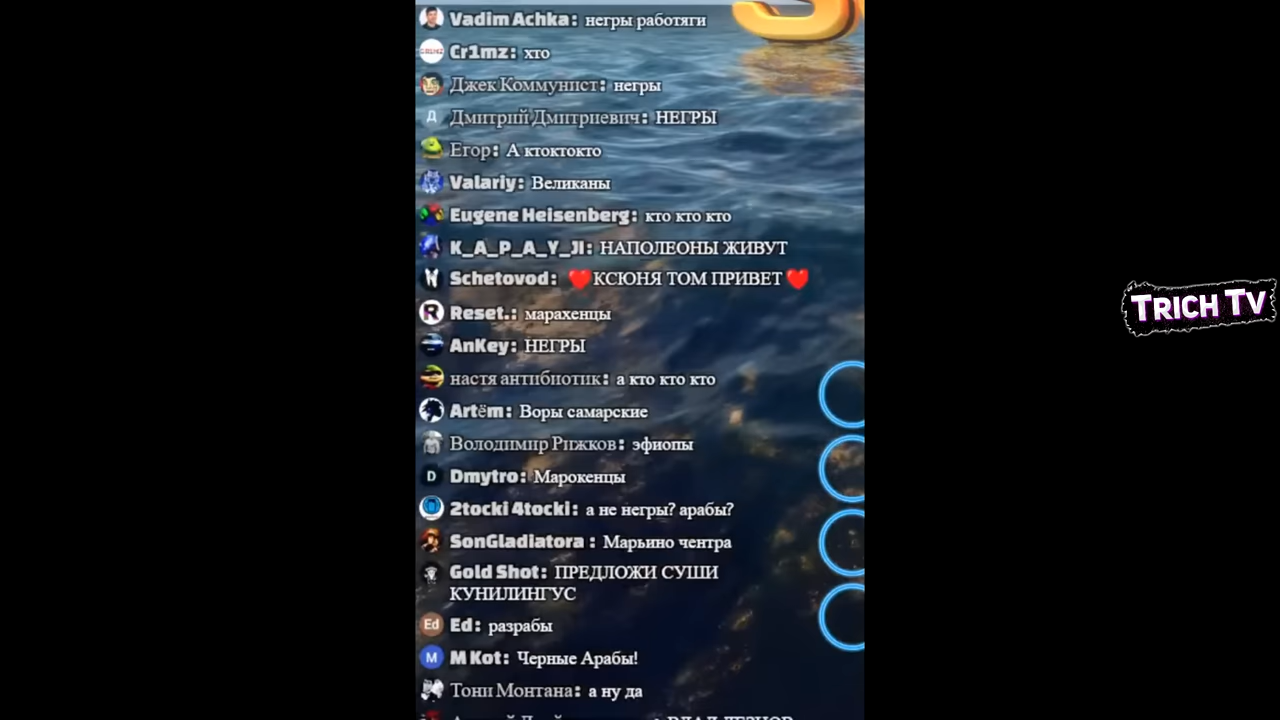 Vadim Achka: негры работяги
Cr1mz: хто
Джек Коммунист: негры
Д Дмитрий Дмитриевич: НЕГРЫ
Егор: А ктоктокто
Valariy: Великаны
Eugene Heisenberg: кто кто кто
K_A_P_A_Y_JI: НАПОЛЕОНЫ ЖИВУТ
Schetovod: ❤️КСЮНЯ ТОМ ПРИВЕТ❤️
TRICH TV
R Reset.: марахенцы
AnKey: НЕГРЫ
настя антибиотик: а кто кто кто
Artём: Воры самарские
Володимир Рижков: эфиопы
D Dmytro: Марокенцы
2tocki 4tocki: а не негры? арабы?
SonGladiatora : Марьино чентра
Gold Shot: ПРЕДЛОЖИ СУШИ
КУНИЛИНГУС
Ed Ed: разрабы
M M Kot: Черные Арабы!
Тони Монтана: а ну да